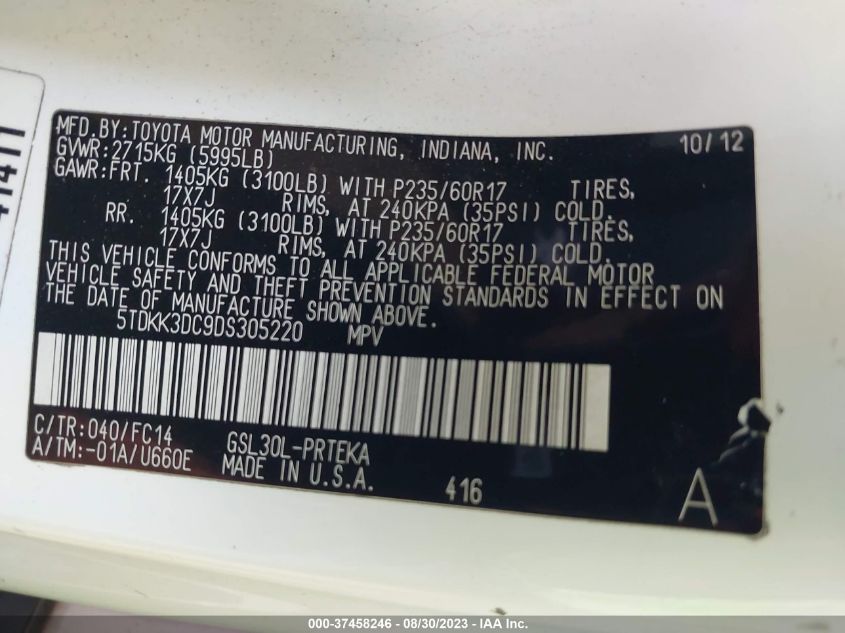 MFD.BY:TOYOTA MOTOR MANUFACTURING, INDIANA, INC. 10/12
GVWR:2715KG (5995LB)
GAWR:FRT. 1405KG (3100LB) WITH P235/60R17 TIRES,
17X7J RIMS, AT 240KPA (35PSI) COLD.
RR. 1405KG (3100LB) WITH P235/60R17 TIRES,
17X7J RIMS, AT 240KPA (35PSI) COLD.
THIS VEHICLE CONFORMS TO ALL APPLICABLE FEDERAL MOTOR
VEHICLE SAFETY AND THEFT PREVENTION STANDARDS IN EFFECT ON
THE DATE OF MANUFACTURE SHOWN ABOVE.
5TDKK3DC9DS305220 MPV
C/TR:040/FC14 GSL30L-PRTEKA
A/TM:-01A/U660E MADE IN U.S.A. 416 A
000-37458246 - 08/30/2023 - IAA Inc.